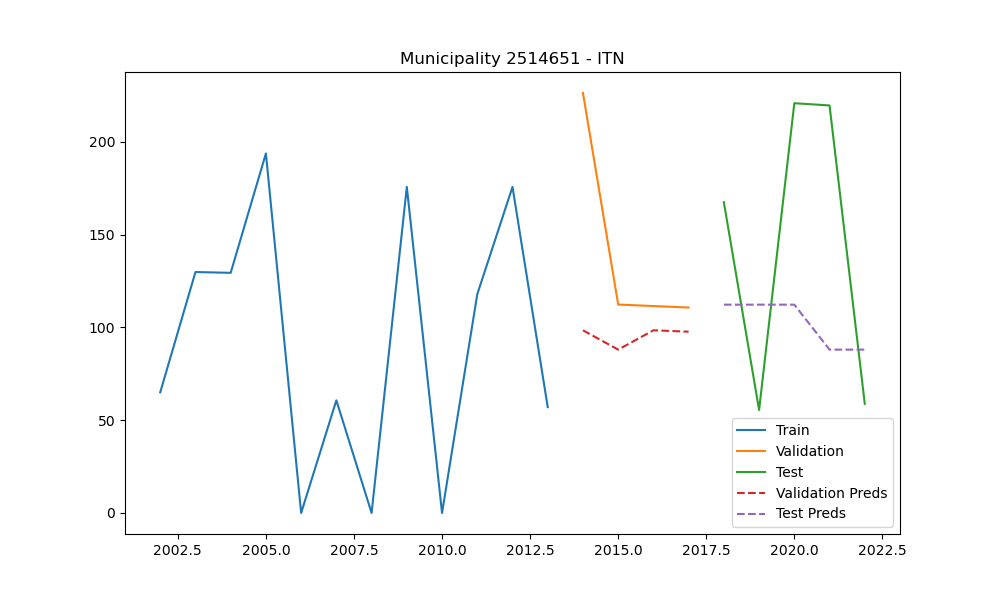 Municipality 2514651 - ITN
200
150
100
50
0
2002.5 2005.0 2007.5 2010.0 2012.5 2015.0 2017.5 2020.0 2022.5
Train
Validation
Test
Validation Preds
Test Preds